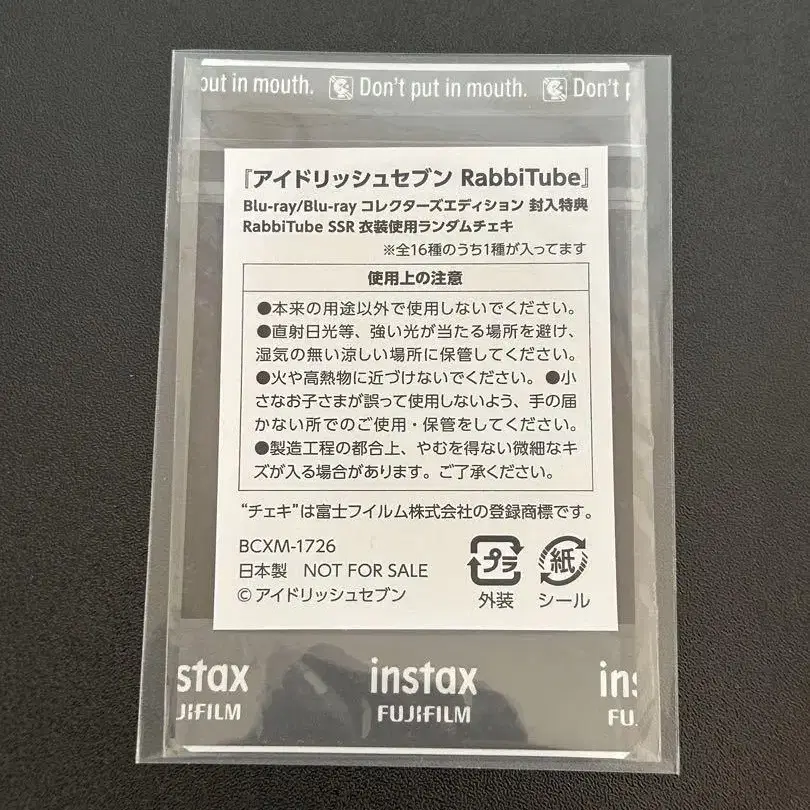 out in mouth. Don't put in mouth. Don't p
『アイドリッシュセブン RabbiTube』
Blu-ray/Blu-ray コレクターズエディション 封入特典
RabbiTube SSR 衣装使用ランダムチェキ
※全16種のうち1種が入ってます
使用上の注意
●本来の用途以外で使用しないでください。
●直射日光等、強い光が当たる場所を避け、
湿気の無い涼しい場所に保管してください。
●火や高熱物に近づけないでください。●小
さなお子さまが誤って使用しないよう、手の届
かない所でのご使用・保管をしてください。
●製造工程の都合上、やむを得ない微細なキ
ズが入る場合があります。ご了承ください。
“チェキ”は富士フイルム株式会社の登録商標です。
BCXM-1726
日本製 NOT FOR SALE
© アイドリッシュセブン
プラ 紙
外装 シール
stax instax ins
JIFILM FUJIFILM FU